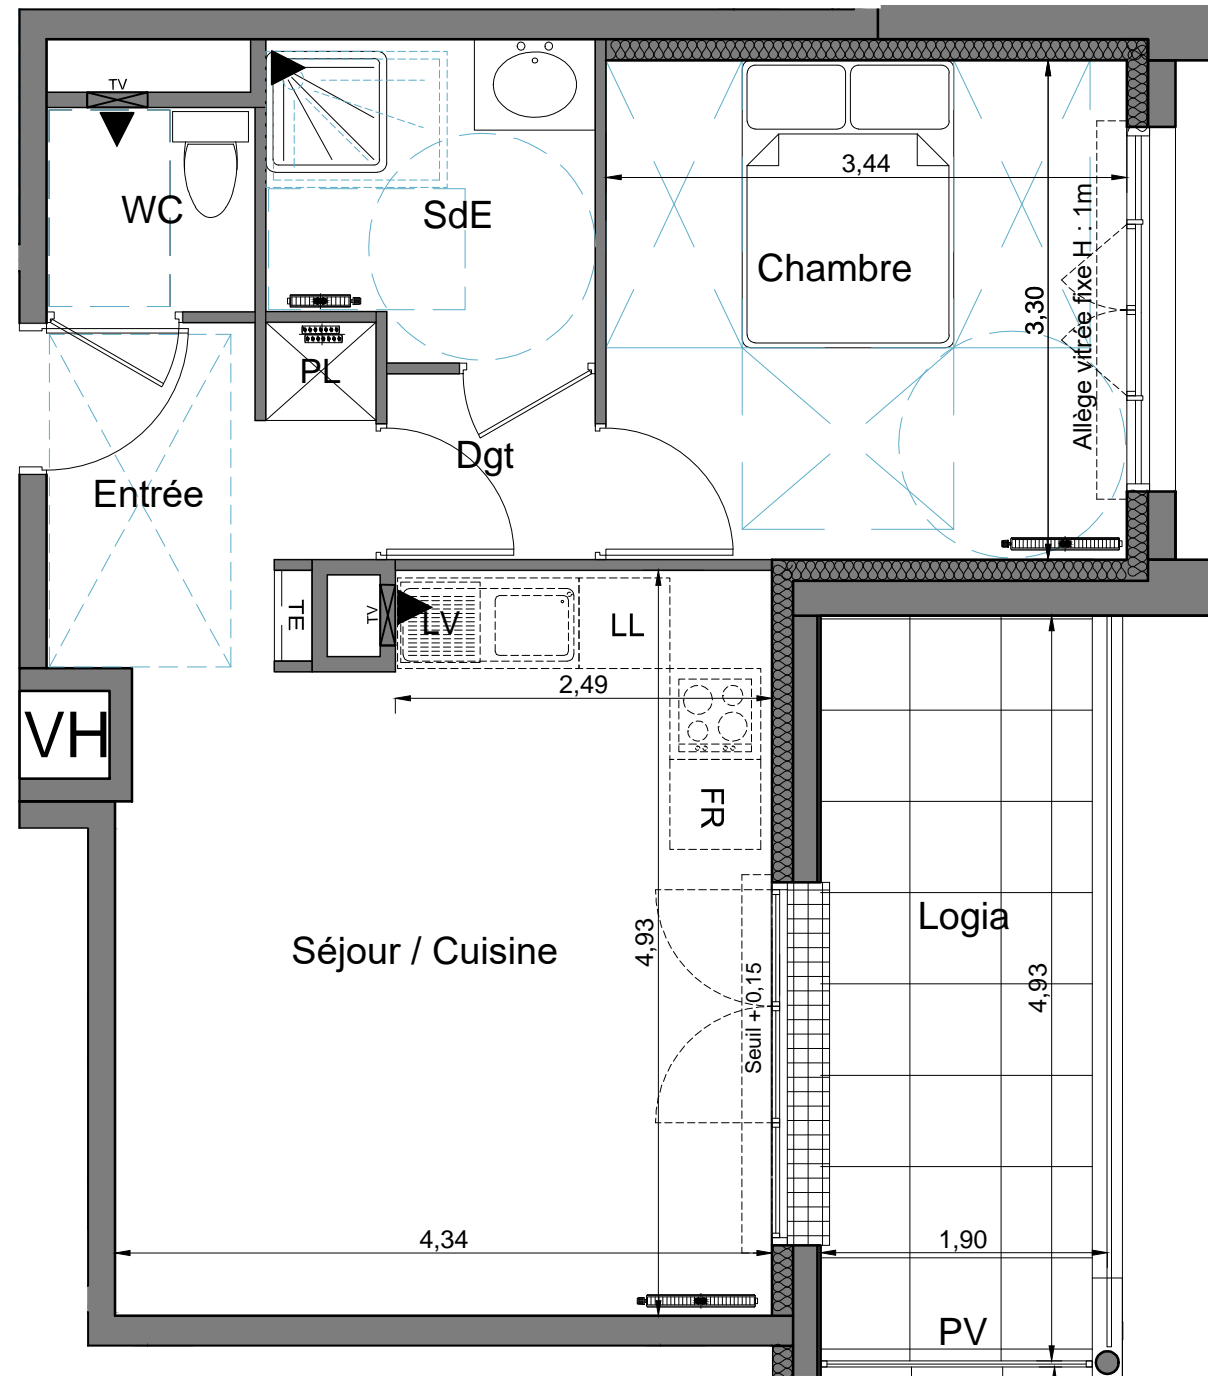 TV
WC
SdE
3,44
Chambre
3,30
Allège vitrée fixe H : 1m
PL
Dgt
Entrée
TE
TV
LV
LL
2,49
VH
FR
Séjour / Cuisine
4,93
Seuil + 0,15
Logia
4,93
4,34
1,90
PV